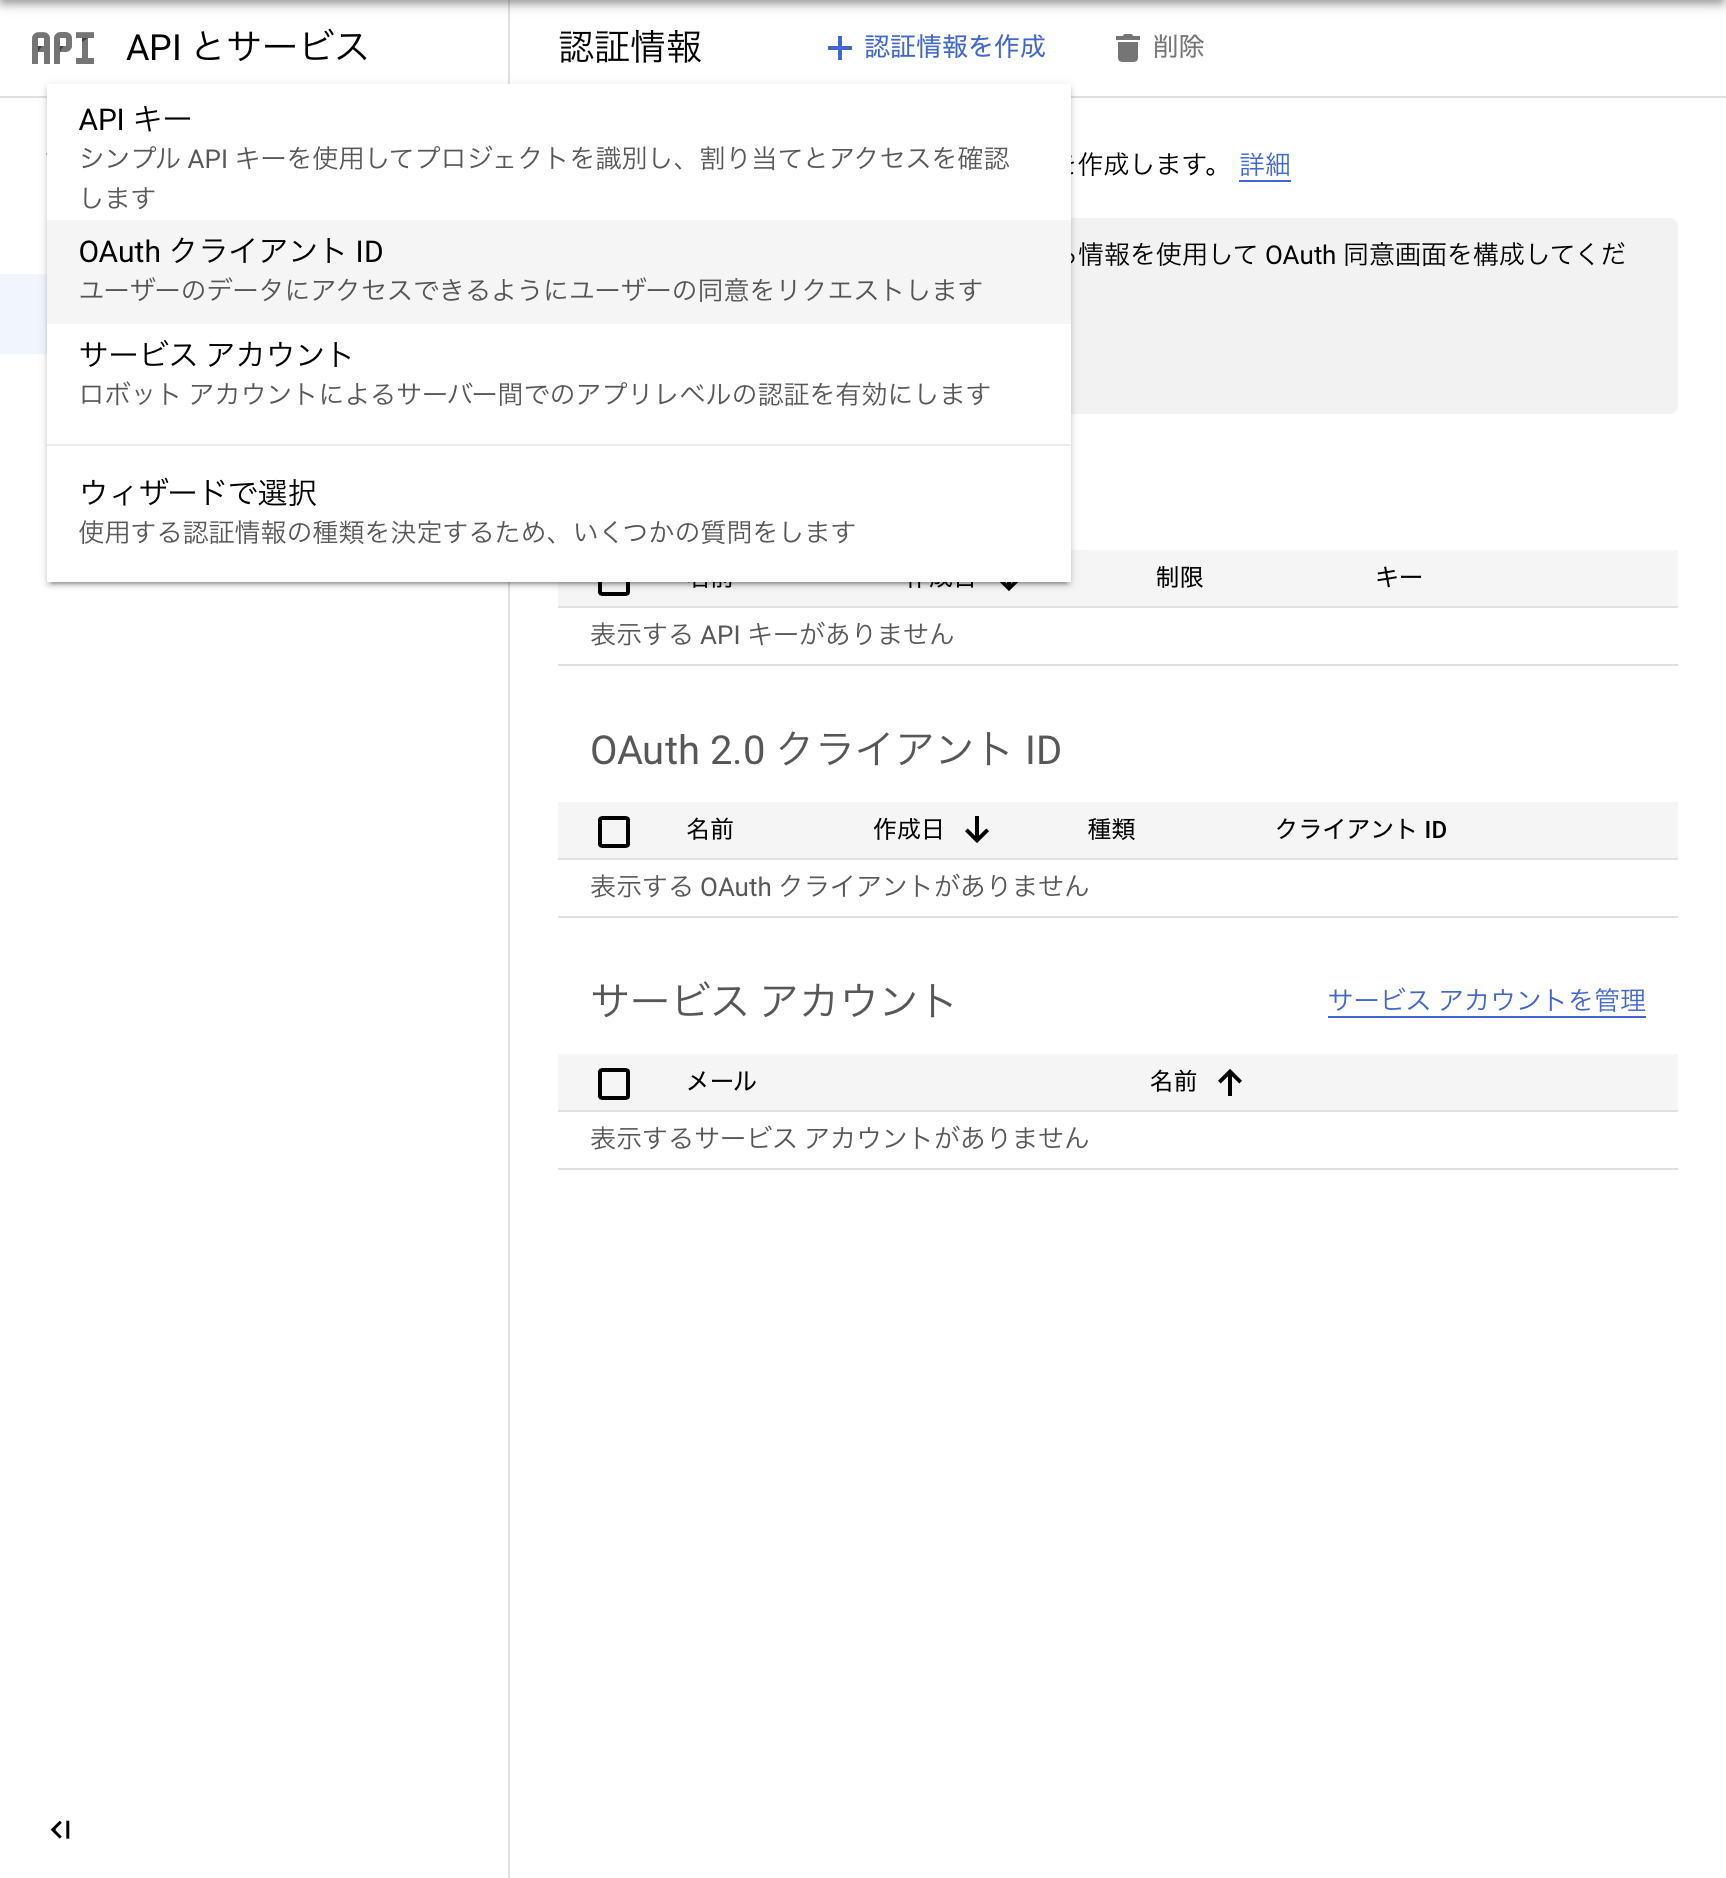 API API とサービス
認証情報
認証情報を作成
削除
API キー
シンプル API キーを使用してプロジェクトを識別し、割り当てとアクセスを確認
します
OAuth クライアント ID
ユーザーのデータにアクセスできるようにユーザーの同意をリクエストします
サービス アカウント
ロボット アカウントによるサーバー間でのアプリレベルの認証を有効にします
ウィザードで選択
使用する認証情報の種類を決定するため、いくつかの質問をします
作成します。 詳細
情報を使用して OAuth 同意画面を構成してくだ
名前 作成日 制限 キー
表示する API キーがありません
OAuth 2.0 クライアント ID
名前 作成日 種類 クライアント ID
表示する OAuth クライアントがありません
サービス アカウント
サービス アカウントを管理
メール 名前
表示するサービス アカウントがありません